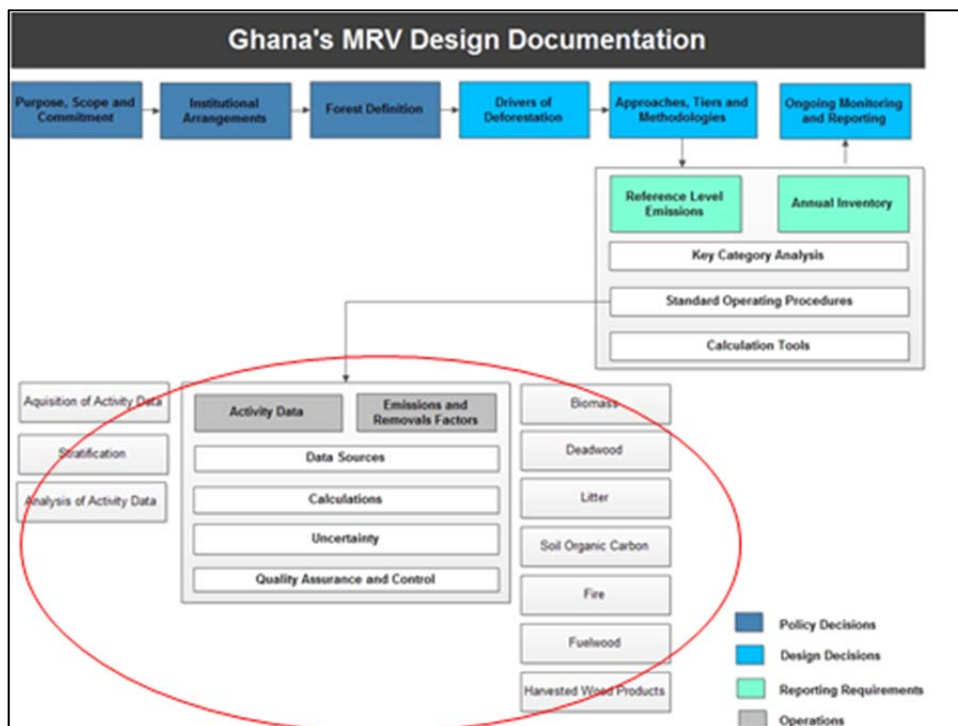 Ghana's MRV Design Documentation
Purpose, Scope and
Commitment
Institutional
Arrangements
Forest Definition
Drivers of
Deforestation
Approaches, Tiers and
Methodologies
Ongoing Monitoring
and Reporting
Reference Level
Emissions
Annual Inventory
Key Category Analysis
Standard Operating Procedures
Calculation Tools
Aquisition of Activity Data
Stratification
Analysis of Activity Data
Activity Data
Emissions and
Removals Factors
Data Sources
Calculations
Uncertainty
Quality Assurance and Control
Biomass
Deadwood
Litter
Soil Organic Carbon
Fire
Fuelwood
Harvested Wood Products
Policy Decisions
Design Decisions
Reporting Requirements
Operations